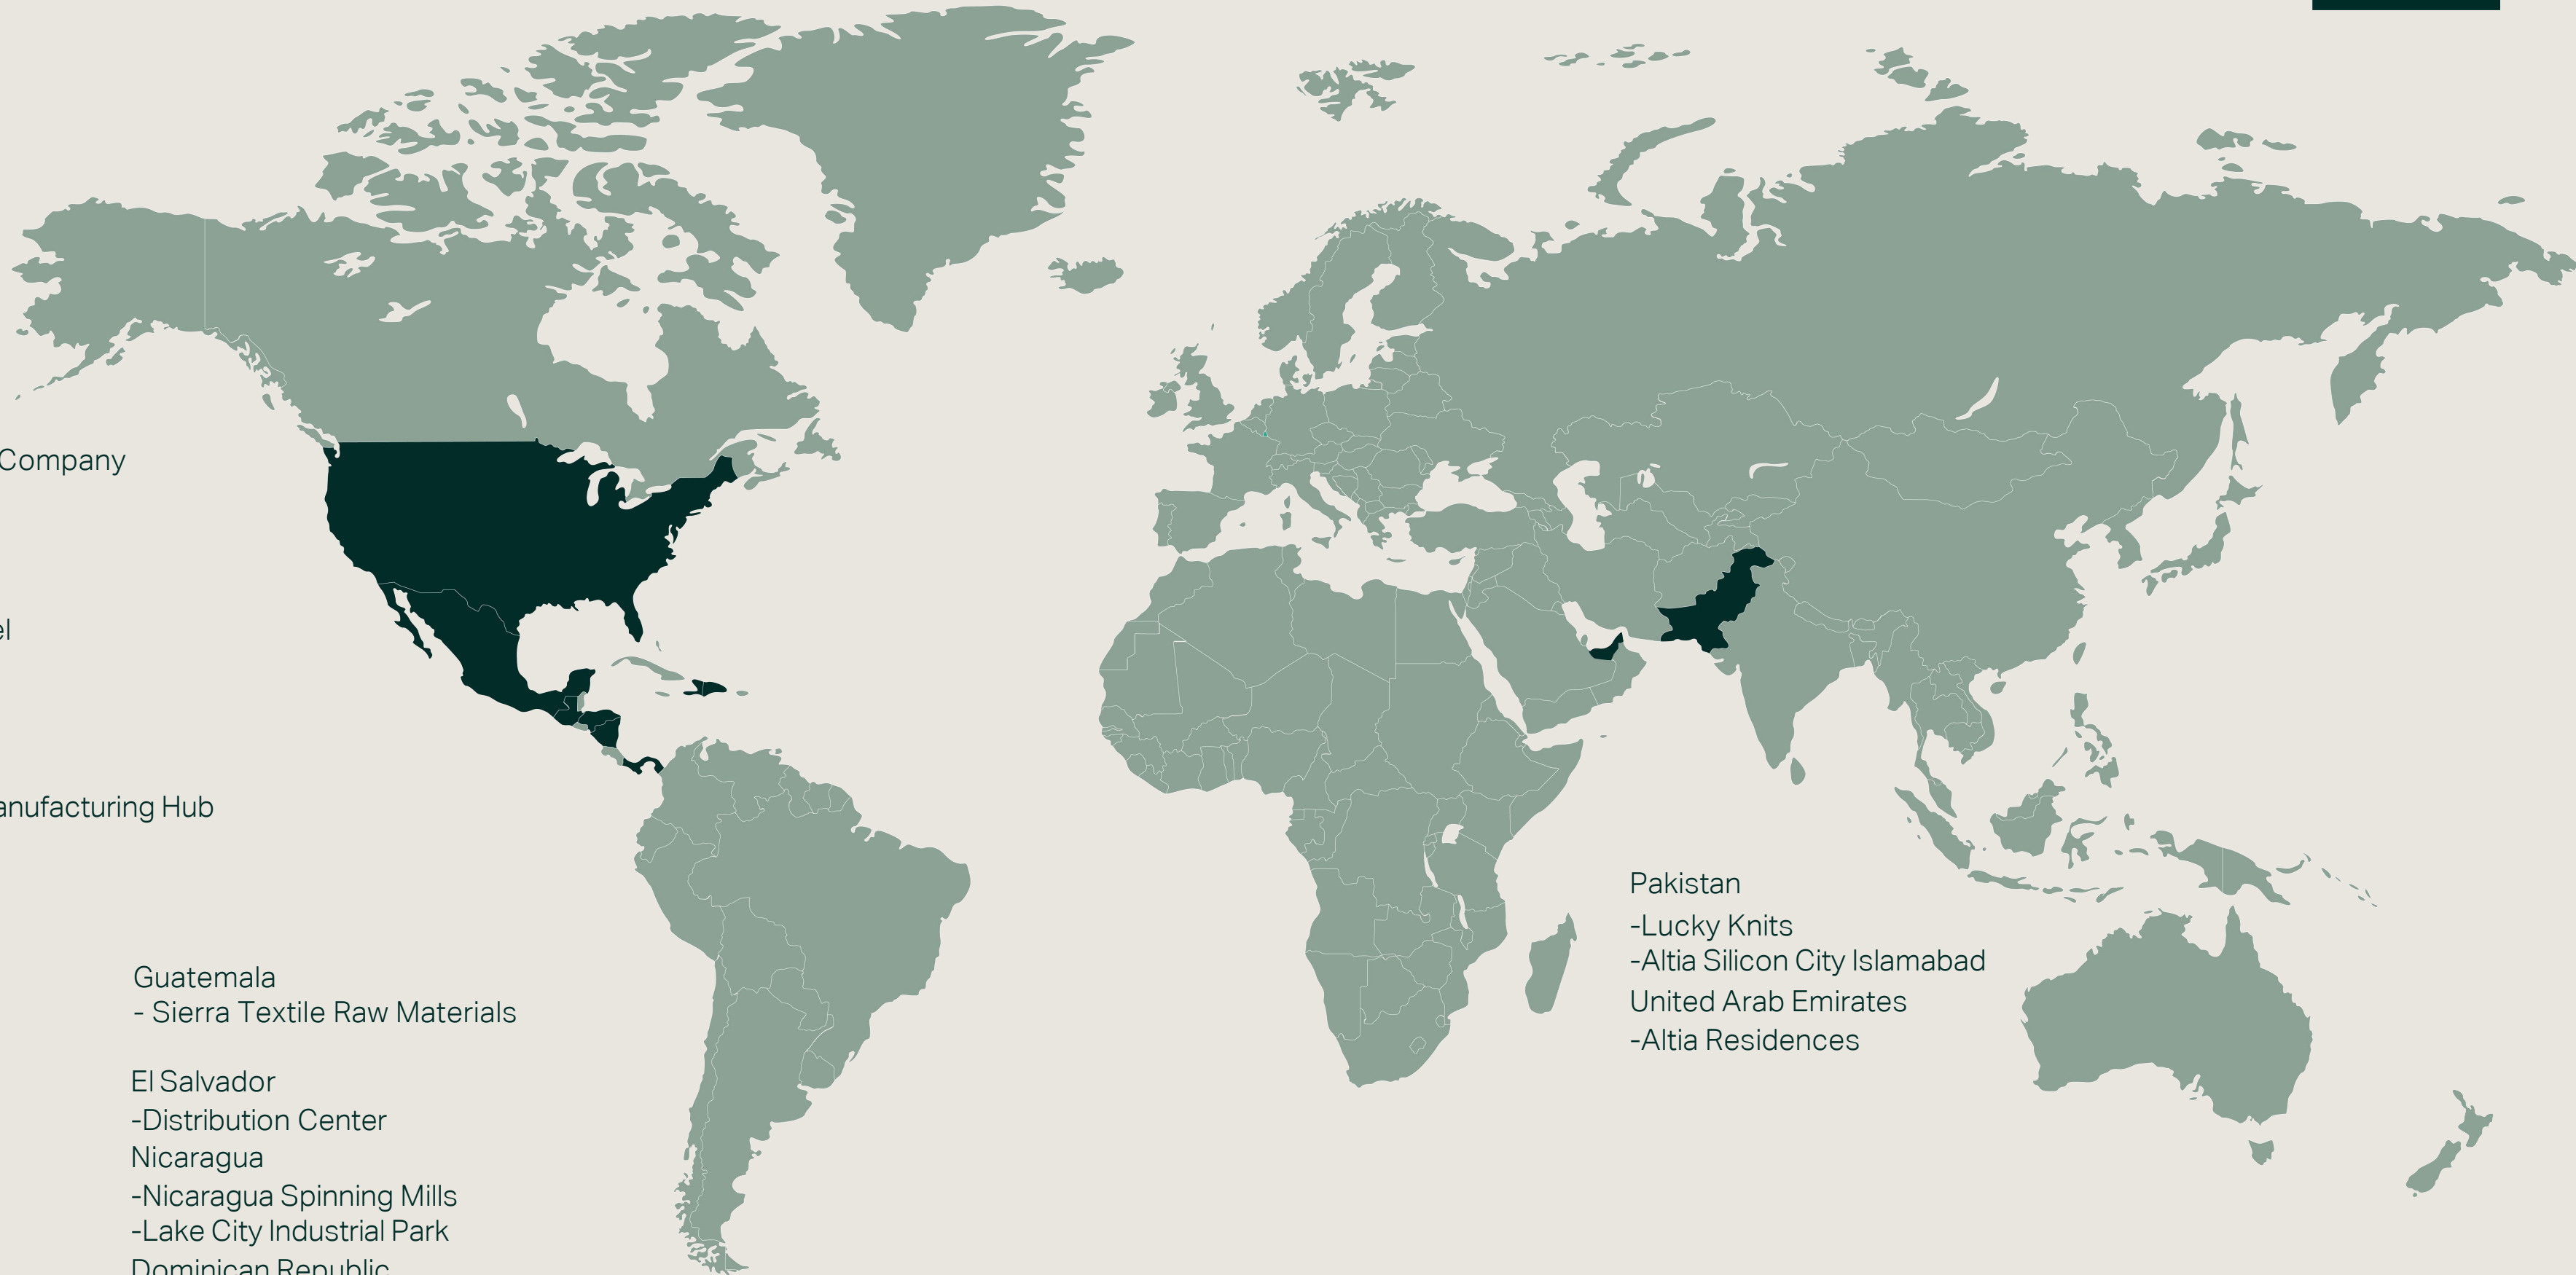 Company
el
anufacturing Hub
Guatemala
- Sierra Textile Raw Materials
El Salvador
-Distribution Center
Nicaragua
-Nicaragua Spinning Mills
-Lake City Industrial Park
Dominican Republic
Pakistan
-Lucky Knits
-Altia Silicon City Islamabad
United Arab Emirates
-Altia Residences